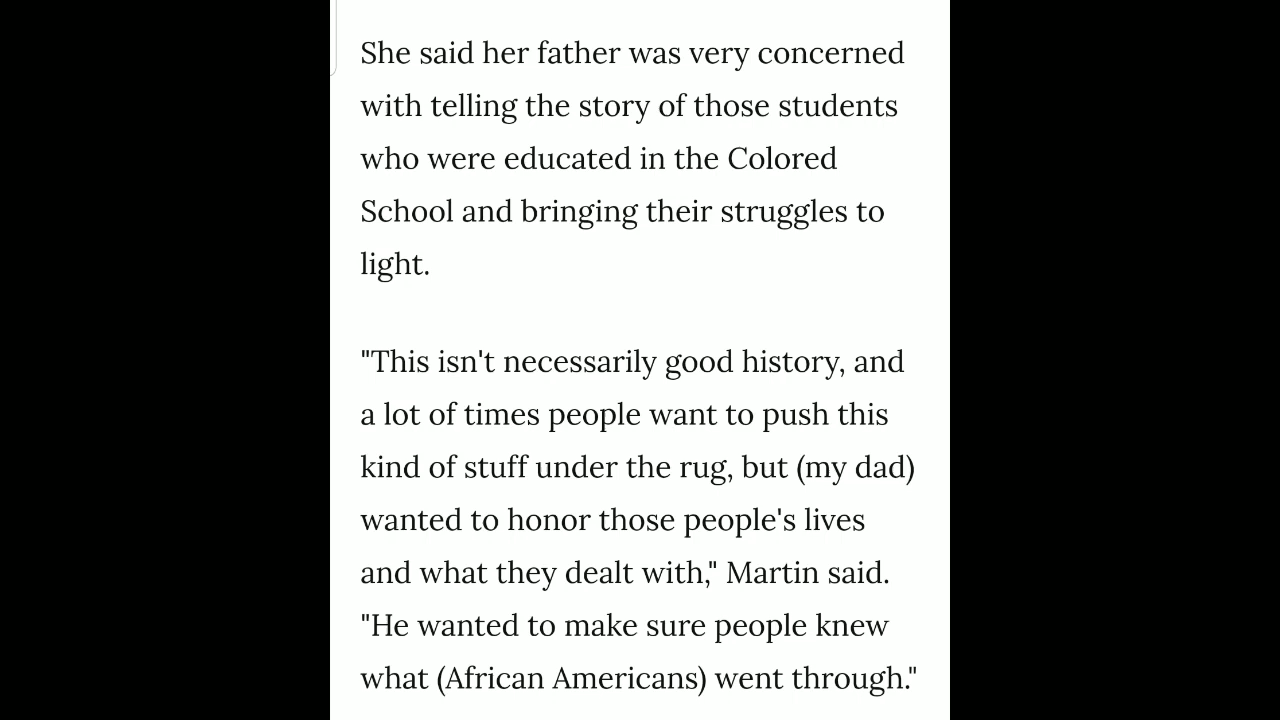 She said her father was very concerned
with telling the story of those students
who were educated in the Colored
School and bringing their struggles to
light.
"This isn't necessarily good history, and
a lot of times people want to push this
kind of stuff under the rug, but (my dad)
wanted to honor those people's lives
and what they dealt with," Martin said.
"He wanted to make sure people knew
what (African Americans) went through."